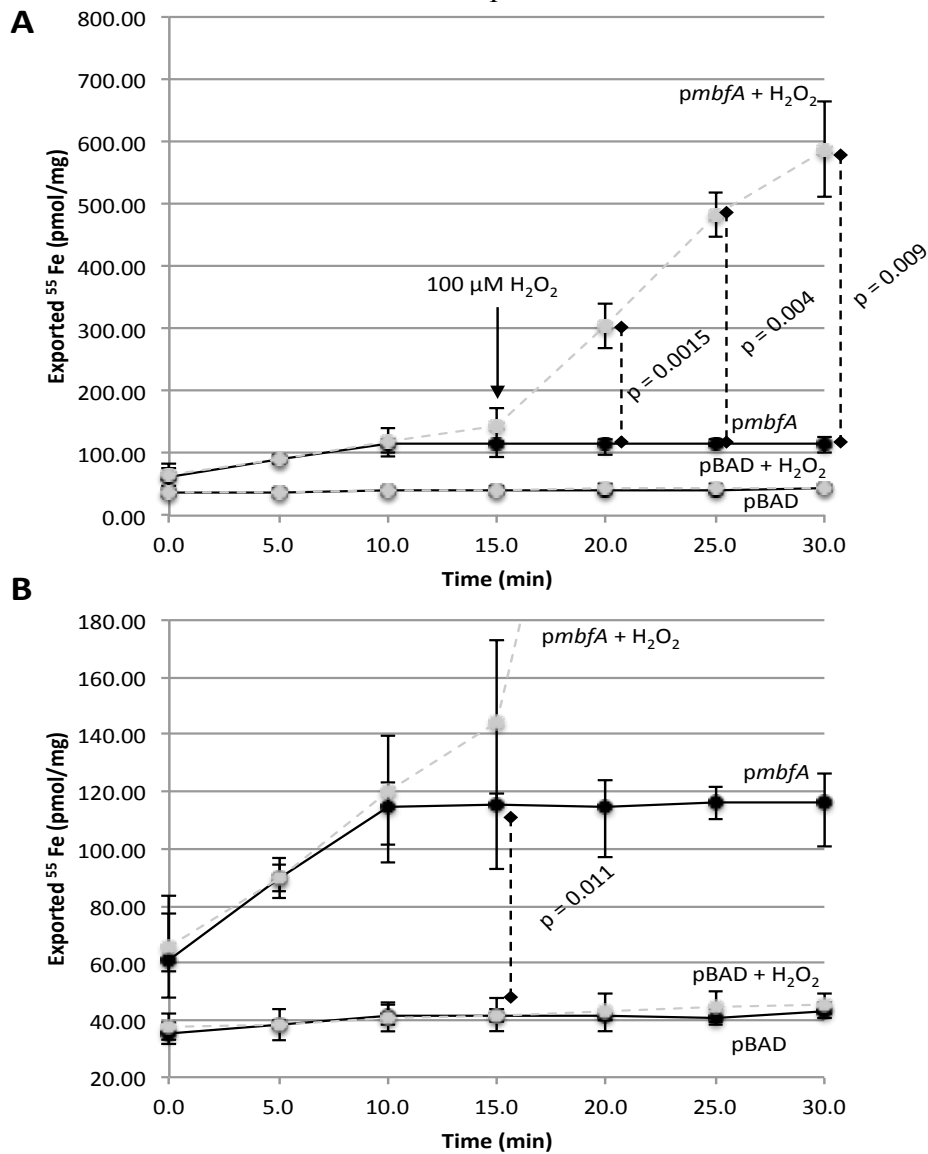 A
800.00
700.00
600.00
500.00
400.00
300.00
200.00
100.00
0.00
Exported ⁵⁵ Fe (pmol/mg)
pmbfA + H₂O₂
100 µM H₂O₂
p = 0.0015
p = 0.004
p = 0.009
pmbfA
pBAD + H₂O₂
pBAD
0.0 5.0 10.0 15.0 20.0 25.0 30.0
Time (min)
B
180.00
160.00
140.00
120.00
100.00
80.00
60.00
40.00
20.00
Exported ⁵⁵ Fe (pmol/mg)
pmbfA + H₂O₂
pmbfA
p = 0.011
pBAD + H₂O₂
pBAD
0.0 5.0 10.0 15.0 20.0 25.0 30.0
Time (min)